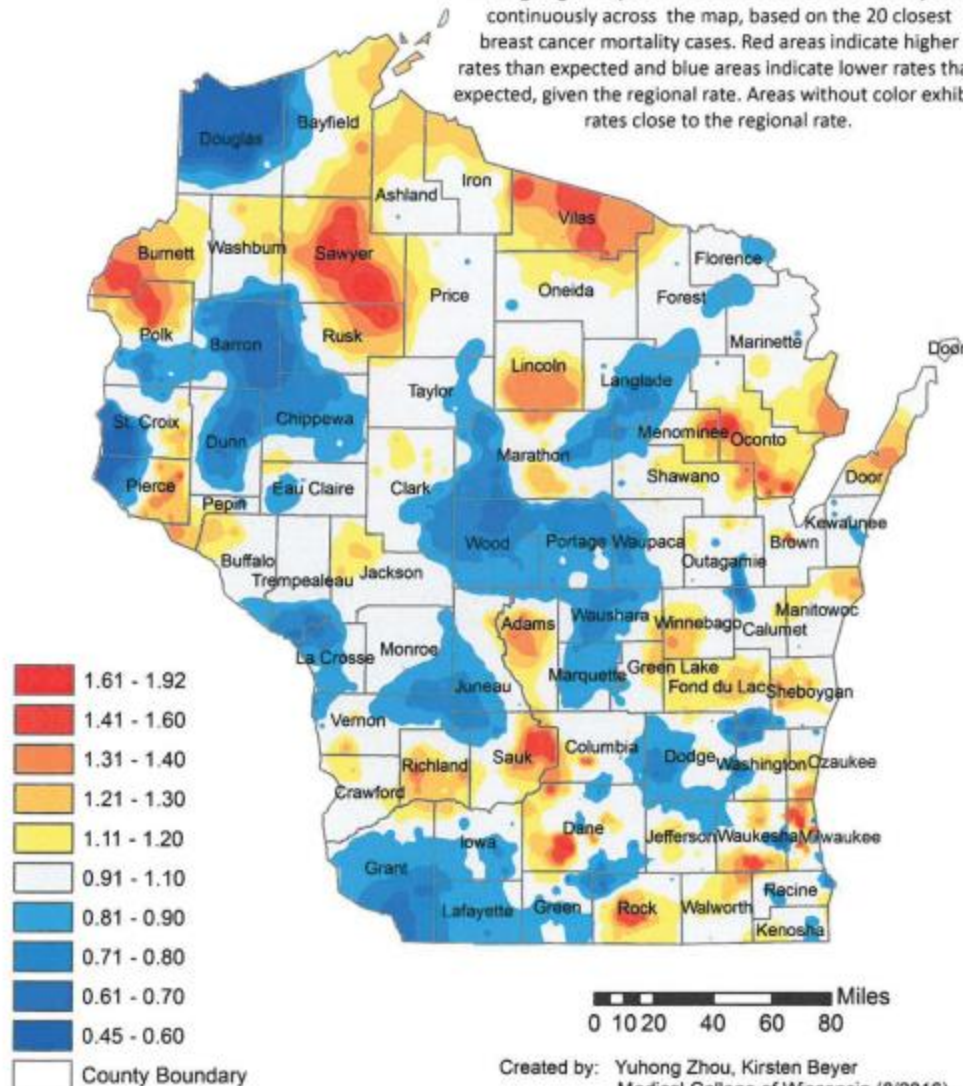 continuously across the map, based on the 20 closest
breast cancer mortality cases. Red areas indicate higher
rates than expected and blue areas indicate lower rates
expected, given the regional rate. Areas without color
rates close to the regional rate.
Douglas
Bayfield
Ashland
Iron
Vilas
Burnett
Washburn
Sawyer
Florence
Price
Oneida
Forest
Polk
Barron
Rusk
Marinette
Door
Lincoln
Langlade
Taylor
St. Croix
Chippewa
Dunn
Menominee
Oconto
Marathon
Pierce
Eau Claire
Clark
Shawano
Door
Pepin
Kewaunee
Wood
Portage
Waupaca
Brown
Buffalo
Outagamie
Trempealeau
Jackson
Adams
Waushara
Winnebago
Manitowoc
Calumet
La Crosse
Monroe
Juneau
Marquette
Green Lake
Fond du Lac
Sheboygan
Vernon
Richland
Sauk
Columbia
Dodge
Washington
Ozaukee
Crawford
Dane
Jefferson
Waukesha
Milwaukee
Iowa
Grant
Racine
Lafayette
Green
Rock
Walworth
Kenosha
1.61 - 1.92
1.41 - 1.60
1.31 - 1.40
1.21 - 1.30
1.11 - 1.20
0.91 - 1.10
0.81 - 0.90
0.71 - 0.80
0.61 - 0.70
0.45 - 0.60
County Boundary
Miles
0 10 20 40 60 80
Created by: Yuhong Zhou, Kirsten Beyer